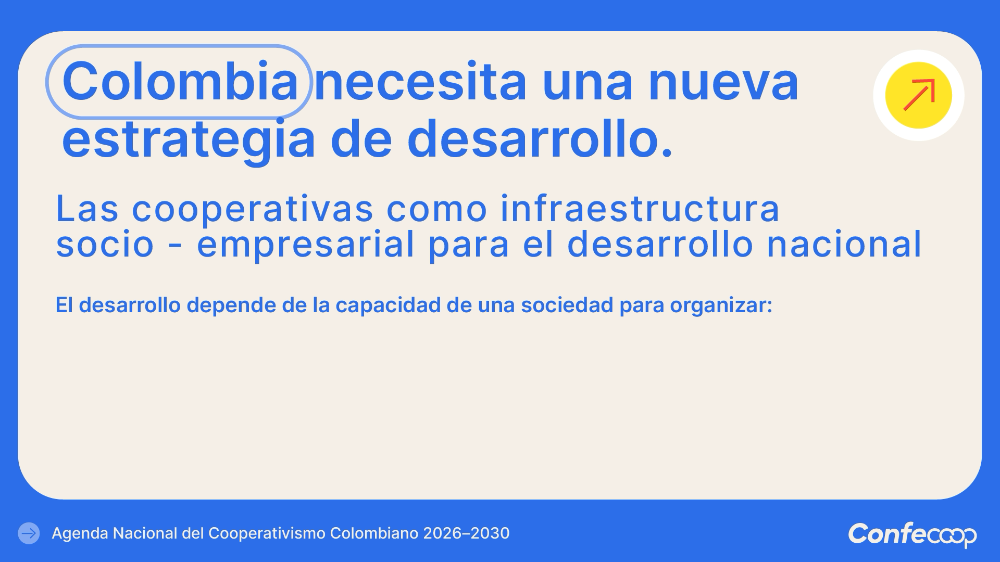 Colombia necesita una nueva
estrategia de desarrollo.
Las cooperativas como infraestructura
socio - empresarial para el desarrollo nacional
El desarrollo depende de la capacidad de una sociedad para organizar:
Agenda Nacional del Cooperativismo Colombiano 2026–2030
Confecoop